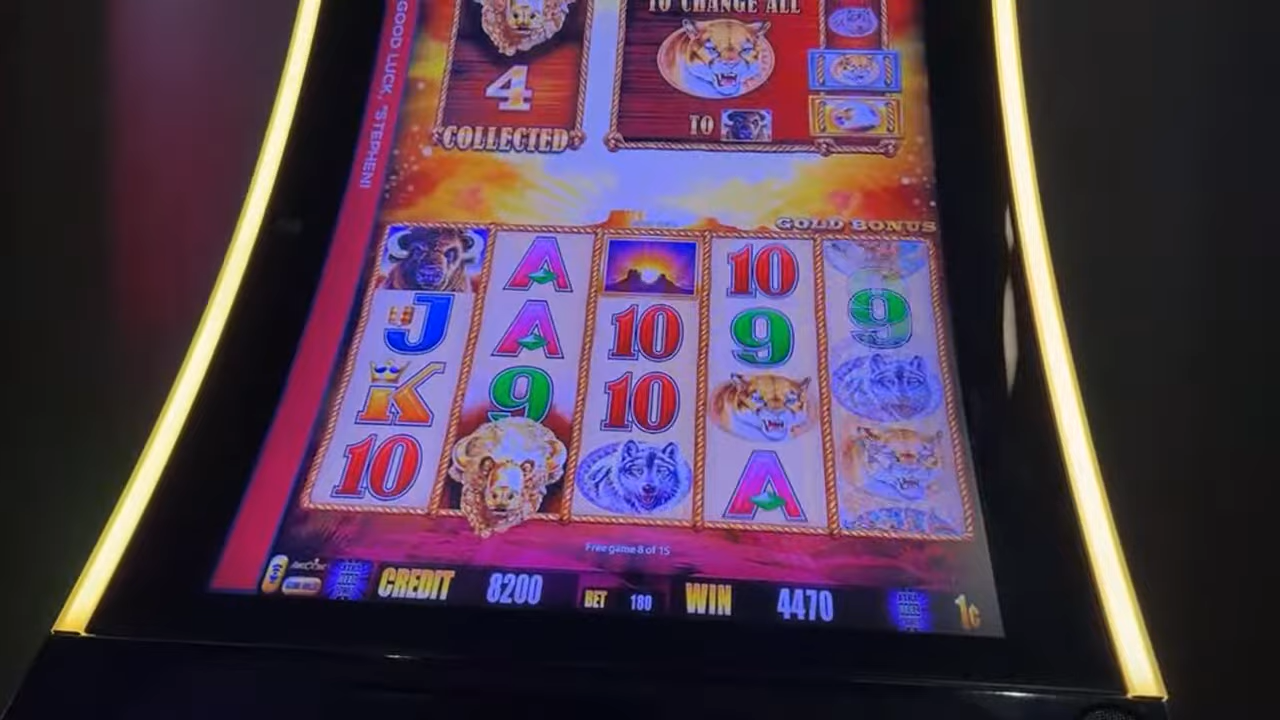 GOOD LUCK, "STEPHEN!
TO CHANGE ALL
4
COLLECTED
TO
GOLD BONUS
A
10
J
A
10
9
9
K
9
10
10
A
Free game 8 of 15
CREDIT 8200 BET 180 WIN 4470 1¢